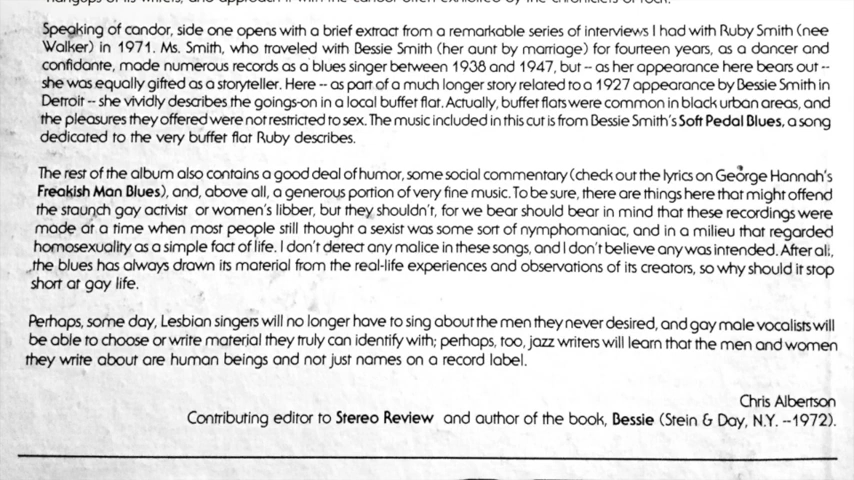 hangups of its writers, and approach it with the candor often exhibited by the chroniclers of rock.
Speaking of candor, side one opens with a brief extract from a remarkable series of interviews I had with Ruby Smith (nee
Walker) in 1971. Ms. Smith, who traveled with Bessie Smith (her aunt by marriage) for fourteen years, as a dancer and
confidante, made numerous records as a blues singer between 1938 and 1947, but -- as her appearance here bears out --
she was equally gifted as a storyteller. Here -- as part of a much longer story related to a 1927 appearance by Bessie Smith in
Detroit -- she vividly describes the goings-on in a local buffet flat. Actually, buffet flats were common in black urban areas, and
the pleasures they offered were not restricted to sex. The music included in this cut is from Bessie Smith's Soft Pedal Blues, a song
dedicated to the very buffet flat Ruby describes.
The rest of the album also contains a good deal of humor, some social commentary (check out the lyrics on George Hannah's
Freakish Man Blues), and, above all, a generous portion of very fine music. To be sure, there are things here that might offend
the staunch gay activist or women's libber, but they shouldn't, for we bear should bear in mind that these recordings were
made at a time when most people still thought a sexist was some sort of nymphomaniac, and in a milieu that regarded
homosexuality as a simple fact of life. I don't detect any malice in these songs, and I don't believe any was intended. After all,
the blues has always drawn its material from the real-life experiences and observations of its creators, so why should it stop
short at gay life.
Perhaps, some day, Lesbian singers will no longer have to sing about the men they never desired, and gay male vocalists will
be able to choose or write material they truly can identify with; perhaps, too, jazz writers will learn that the men and women
they write about are human beings and not just names on a record label.
Chris Albertson
Contributing editor to Stereo Review and author of the book, Bessie (Stein & Day, N.Y. --1972).